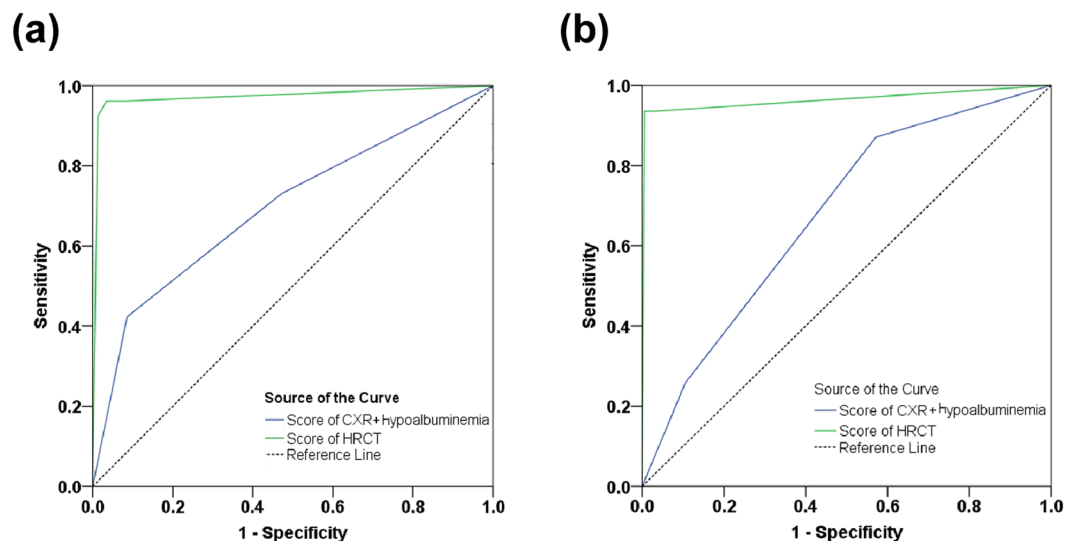 (a)
1.0
0.8
0.6
0.4
0.2
0.0
Sensitivity
0.0 0.2 0.4 0.6 0.8 1.0
1 - Specificity
Source of the Curve
Score of CXR+hypoalbuminemia
Score of HRCT
Reference Line
(b)
1.0
0.8
0.6
0.4
0.2
0.0
Sensitivity
0.0 0.2 0.4 0.6 0.8 1.0
1 - Specificity
Source of the Curve
Score of CXR+hypoalbuminemia
Score of HRCT
Reference Line